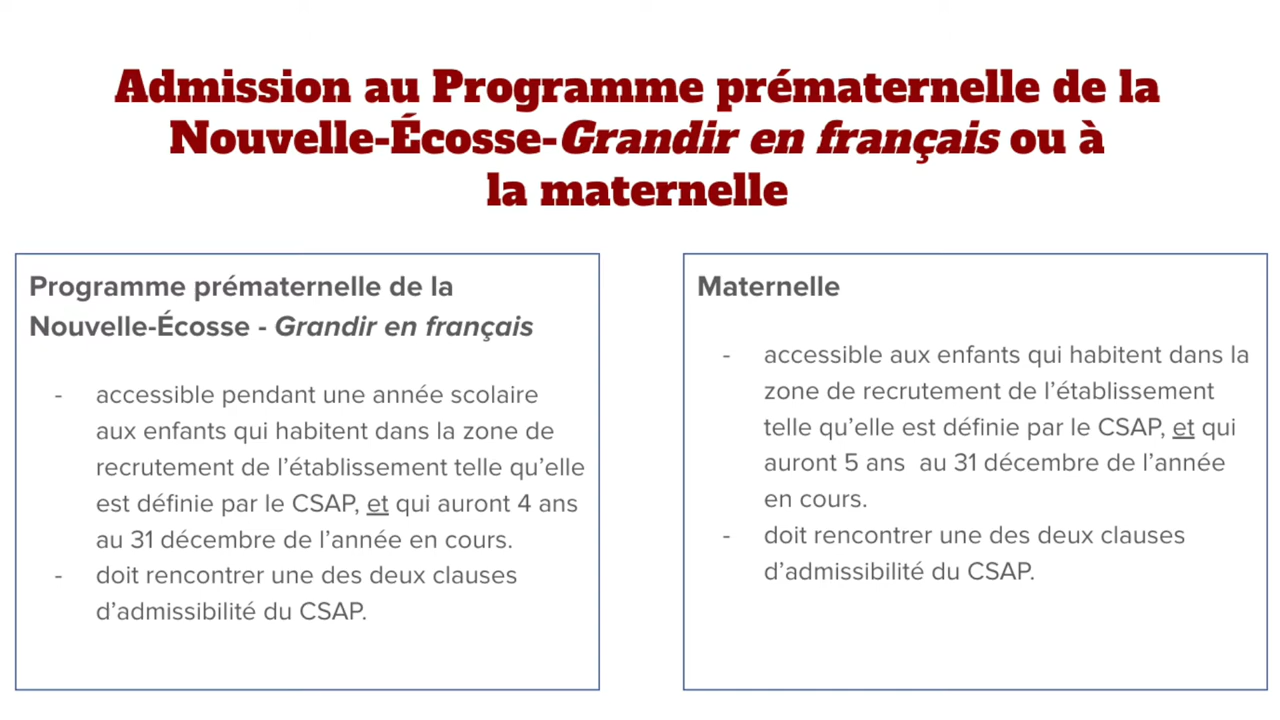 Admission au Programme prématernelle de la
Nouvelle-Écosse-Grandir en français ou à
la maternelle
Programme prématernelle de la
Nouvelle-Écosse - Grandir en français
- accessible pendant une année scolaire
aux enfants qui habitent dans la zone de
recrutement de l’établissement telle qu’elle
est définie par le CSAP, et qui auront 4 ans
au 31 décembre de l’année en cours.
- doit rencontrer une des deux clauses
d’admissibilité du CSAP.
Maternelle
- accessible aux enfants qui habitent dans la
zone de recrutement de l’établissement
telle qu’elle est définie par le CSAP, et qui
auront 5 ans au 31 décembre de l’année
en cours.
- doit rencontrer une des deux clauses
d’admissibilité du CSAP.